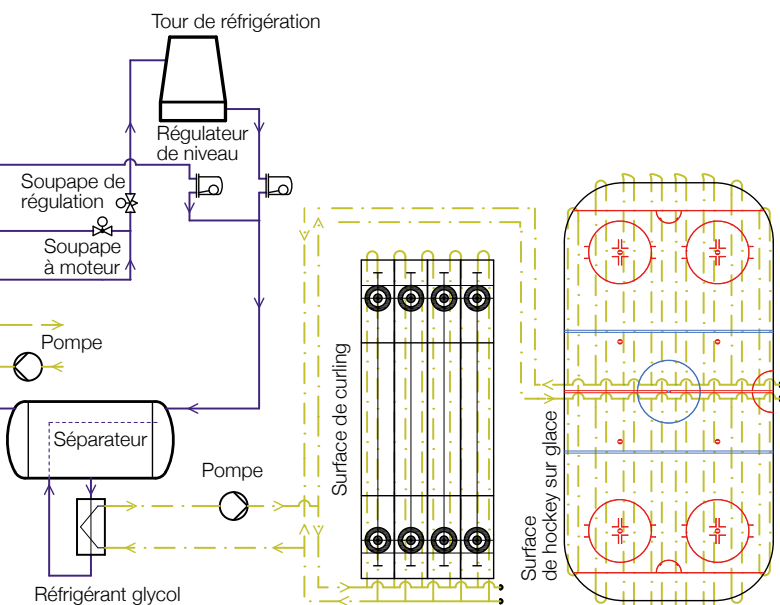 Tour de réfrigération
Régulateur
de niveau
Soupape de
régulation
Soupape
à moteur
Pompe
Séparateur
Pompe
Réfrigérant glycol
Surface de curling
Surface
de hockey sur glace